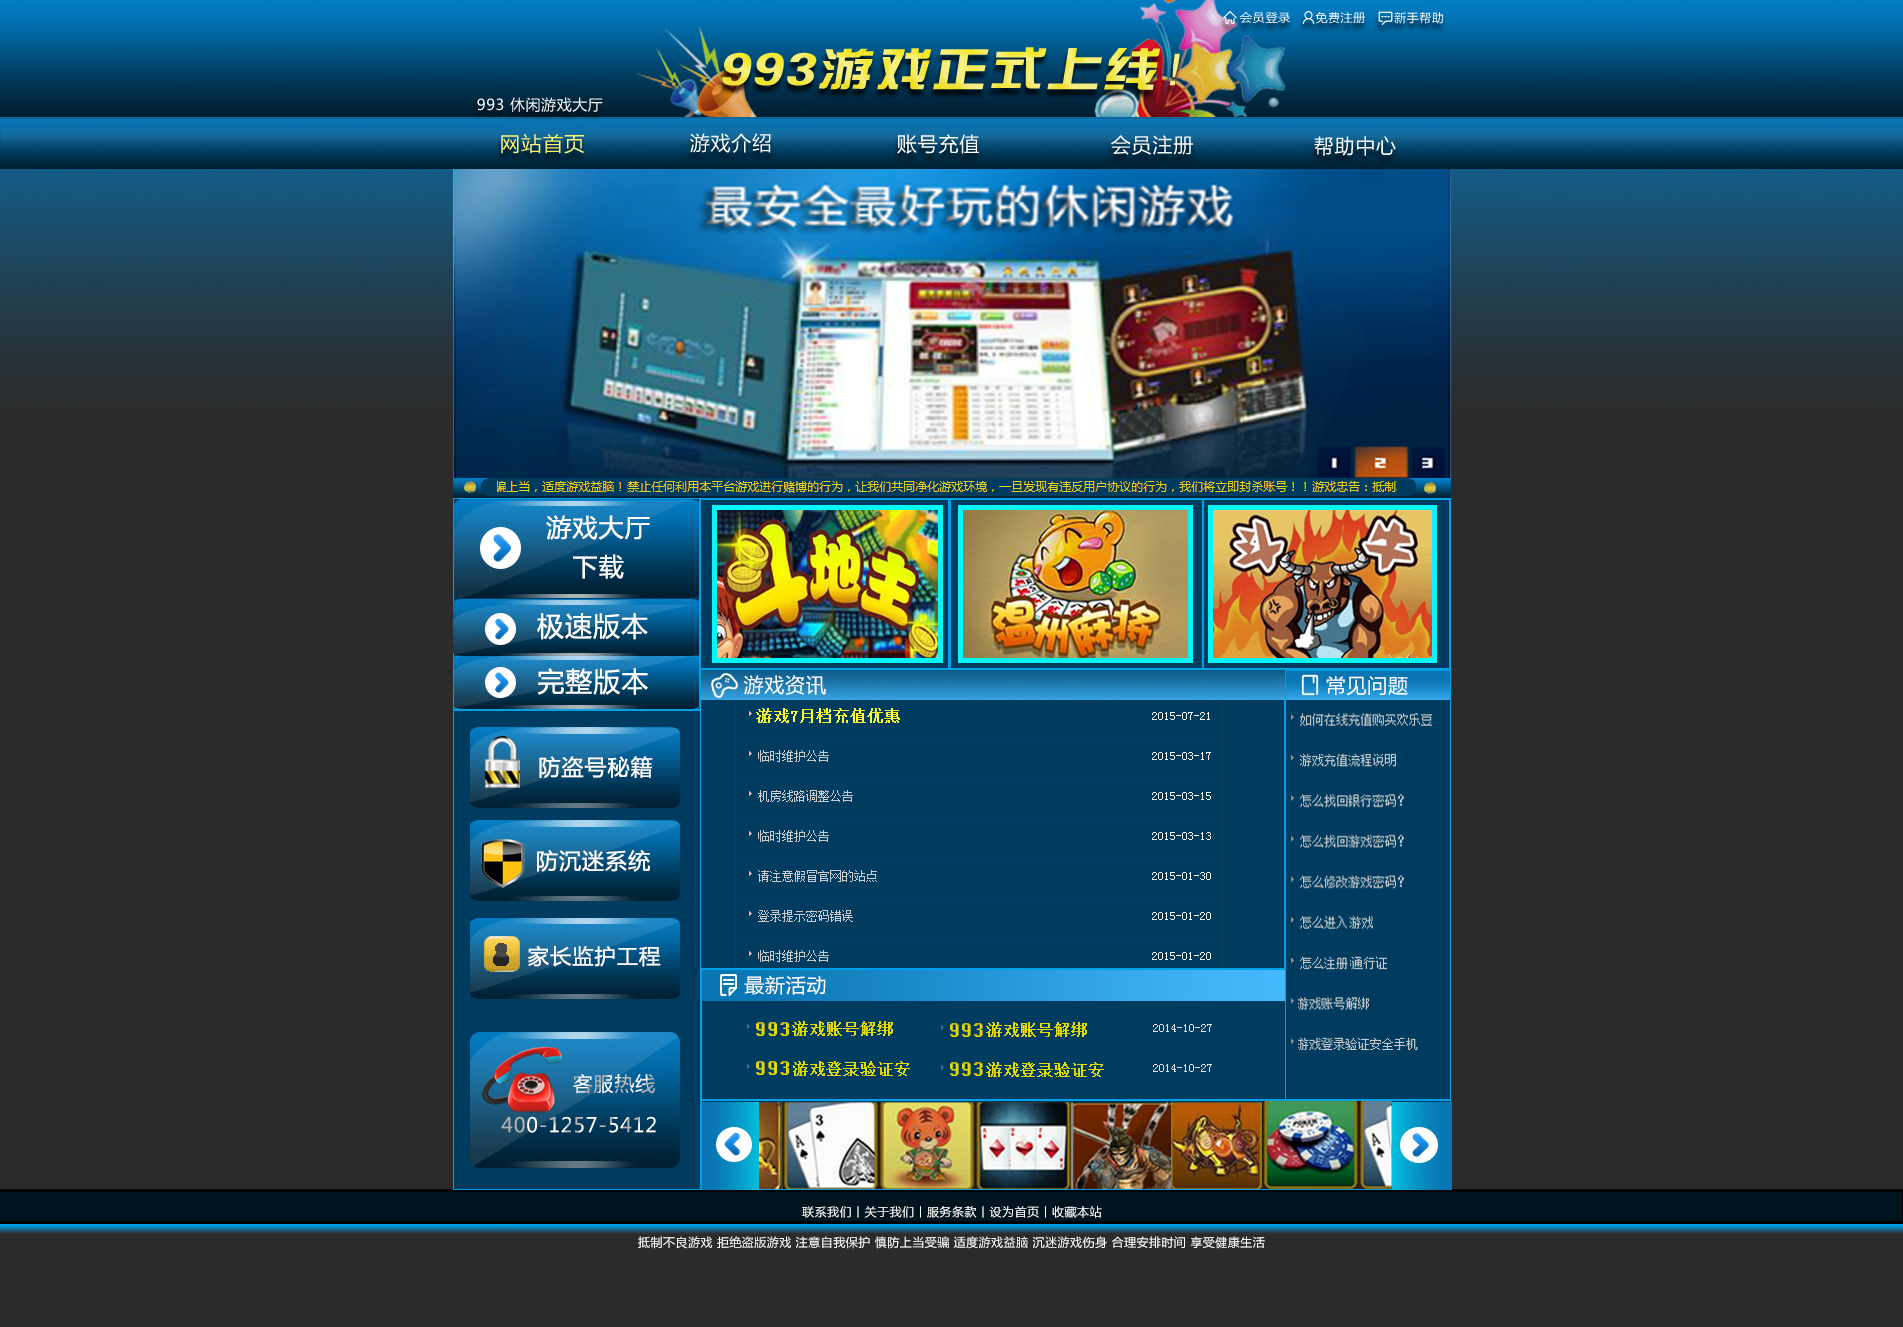 会员登录 免费注册 新手帮助
993游戏正式上线!
993 休闲游戏大厅
网站首页 游戏介绍 账号充值 会员注册 帮助中心
最安全最好玩的休闲游戏
1 2 3
骗上当，适度游戏益脑！禁止任何利用本平台游戏进行赌博的行为，让我们共同净化游戏环境，一旦发现有违反用户协议的行为，我们将立即封杀账号！！游戏忠告：抵制
游戏大厅
下载
极速版本
完整版本
斗地主
温州麻将
斗牛
防盗号秘籍
防沉迷系统
家长监护工程
客服热线
400-1257-5412
游戏资讯
游戏7月档充值优惠 2015-07-21
临时维护公告 2015-03-17
机房线路调整公告 2015-03-15
临时维护公告 2015-03-13
请注意假冒官网的站点 2015-01-30
登录提示密码错误 2015-01-20
临时维护公告 2015-01-20
最新活动
993游戏账号解绑 993游戏账号解绑 2014-10-27
993游戏登录验证安 993游戏登录验证安 2014-10-27
常见问题
如何在线充值购买欢乐豆
游戏充值流程说明
怎么找回银行密码?
怎么找回游戏密码?
怎么修改游戏密码?
怎么进入游戏
怎么注册通行证
游戏账号解绑
游戏登录验证安全手机
联系我们 | 关于我们 | 服务条款 | 设为首页 | 收藏本站
抵制不良游戏 拒绝盗版游戏 注意自我保护 慎防上当受骗 适度游戏益脑 沉迷游戏伤身 合理安排时间 享受健康生活